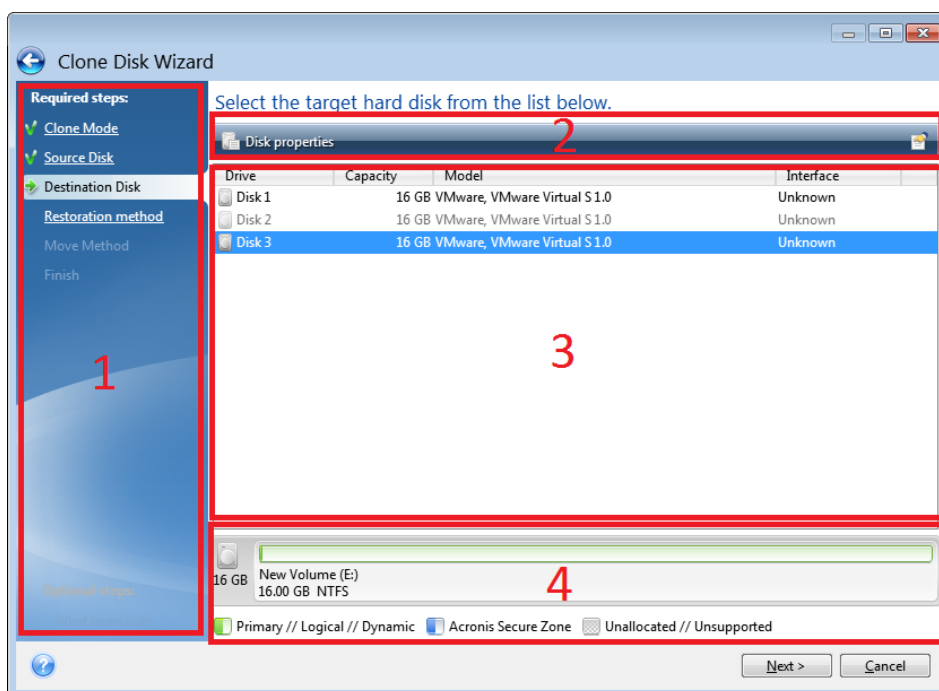 Clone Disk Wizard
Required steps:
Clone Mode
Source Disk
Destination Disk
Restoration method
Move Method
Finish
1
Select the target hard disk from the list below.
Disk properties
2
Drive Capacity Model Interface
Disk 1 16 GB VMware, VMware Virtual S 1.0 Unknown
Disk 2 16 GB VMware, VMware Virtual S 1.0 Unknown
Disk 3 16 GB VMware, VMware Virtual S 1.0 Unknown
3
16 GB
New Volume (E:)
16.00 GB NTFS
4
Primary // Logical // Dynamic Acronis Secure Zone Unallocated // Unsupported
Optional steps:
?
Next > Cancel